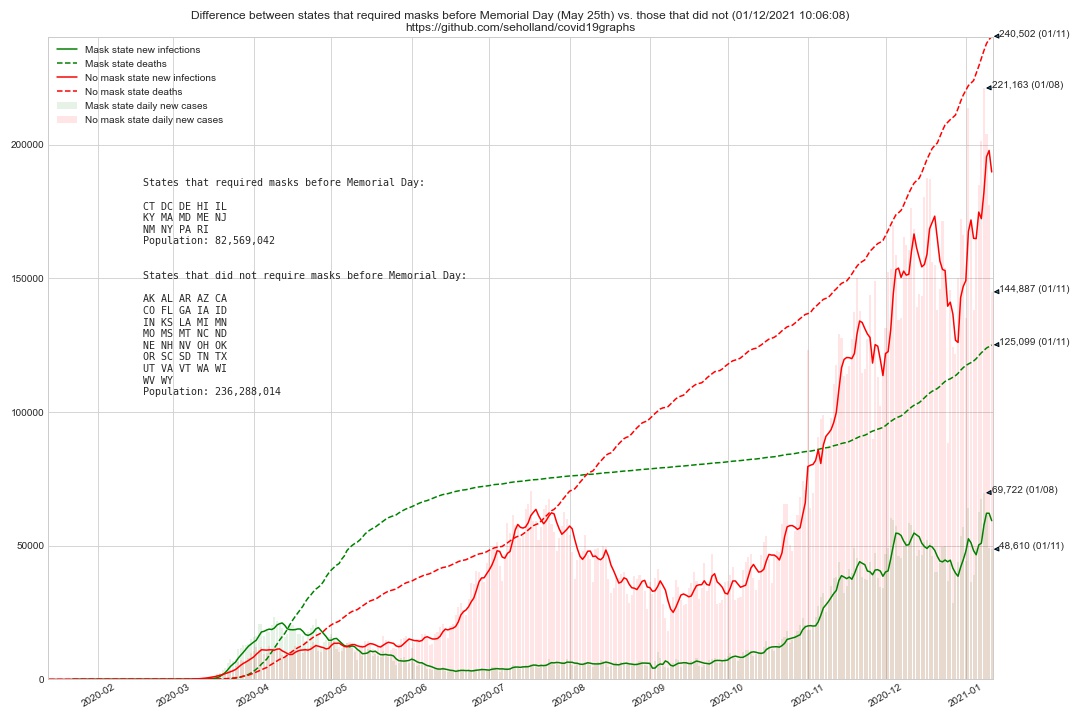 Difference between states that required masks before Memorial Day (May 25th) vs. those that did not (01/12/2021 10:06:08)
https://github.com/seholland/covid19graphs
Mask state new infections
Mask state deaths
No mask state new infections
No mask state deaths
Mask state daily new cases
No mask state daily new cases
States that required masks before Memorial Day:
CT DC DE HI IL
KY MA MD ME NJ
NM NY PA RI
Population: 82,569,042
States that did not require masks before Memorial Day:
AK AL AR AZ CA
CO FL GA IA ID
IN KS LA MI MN
MO MS MT NC ND
NE NH NV OH OK
OR SC SD TN TX
UT VA VT WA WI
WV WY
Population: 236,288,014
240,502 (01/11)
221,163 (01/08)
144,887 (01/11)
125,099 (01/11)
69,722 (01/08)
48,610 (01/11)
200000
150000
100000
50000
0
2020-02
2020-03
2020-04
2020-05
2020-06
2020-07
2020-08
2020-09
2020-10
2020-11
2020-12
2021-01